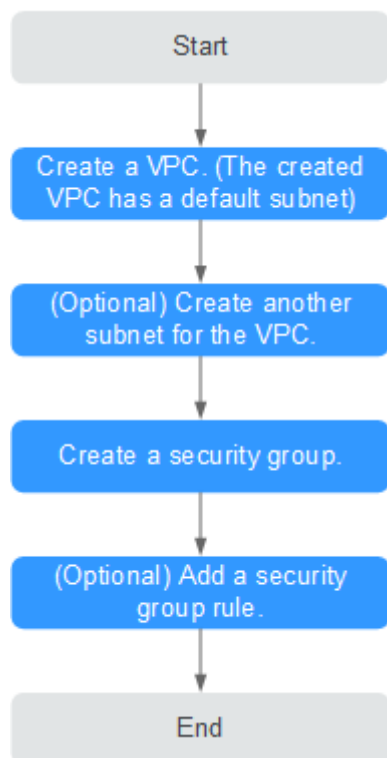 Start
Create a VPC. (The created
VPC has a default subnet)
(Optional) Create another
subnet for the VPC.
Create a security group.
(Optional) Add a security
group rule.
End